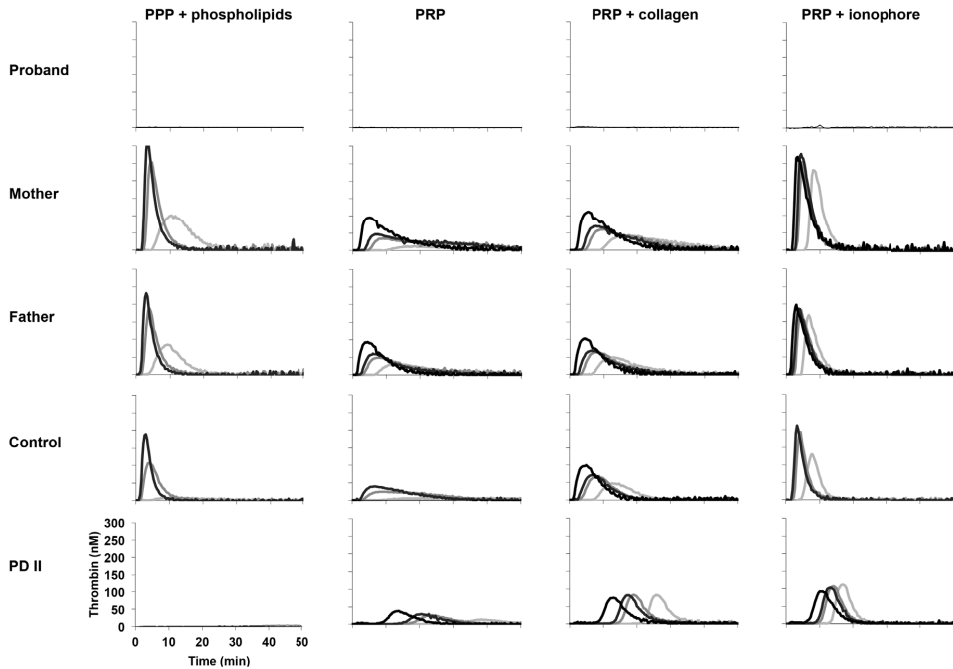 PPP + phospholipids PRP PRP + collagen PRP + ionophore
Proband
Mother
Father
Control
PD II
Thrombin (nM)
300
250
200
150
100
50
0
0 10 20 30 40 50
Time (min)